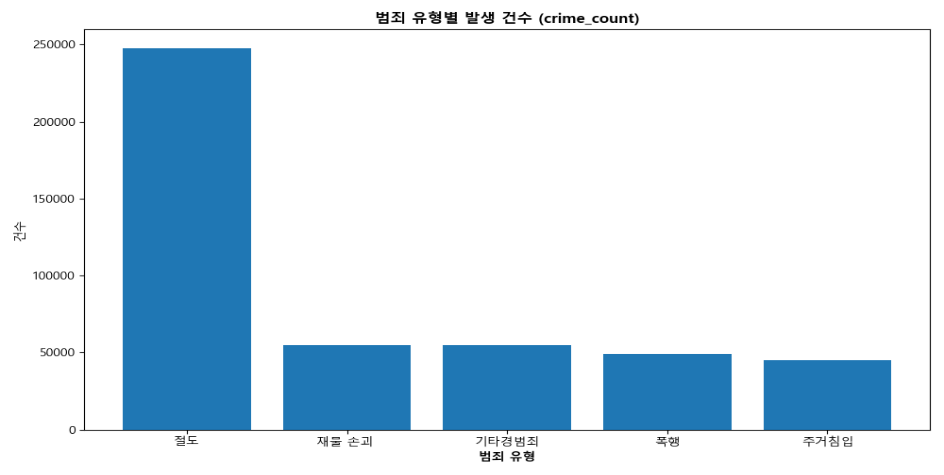 범죄 유형별 발생 건수 (crime_count)
250000
200000
150000
100000
50000
0
건수
절도
재물 손괴
기타경범죄
폭행
주거침입
범죄 유형